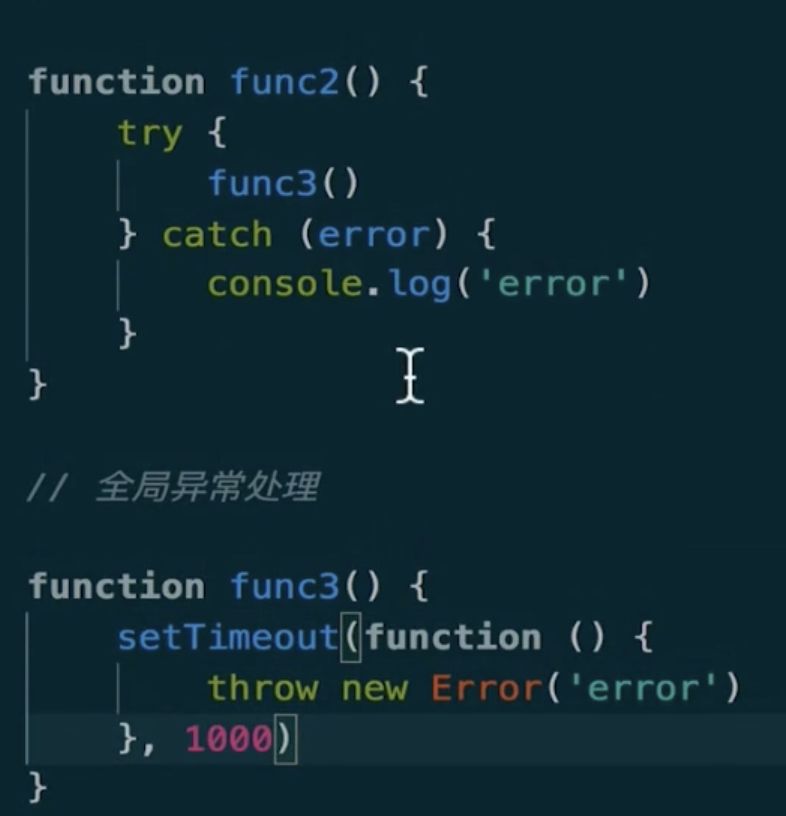 function func2() {
    try {
        func3()
    } catch (error) {
        console.log('error')
    }
}
// 全局异常处理
function func3() {
    setTimeout(function () {
        throw new Error('error')
    }, 1000)
}